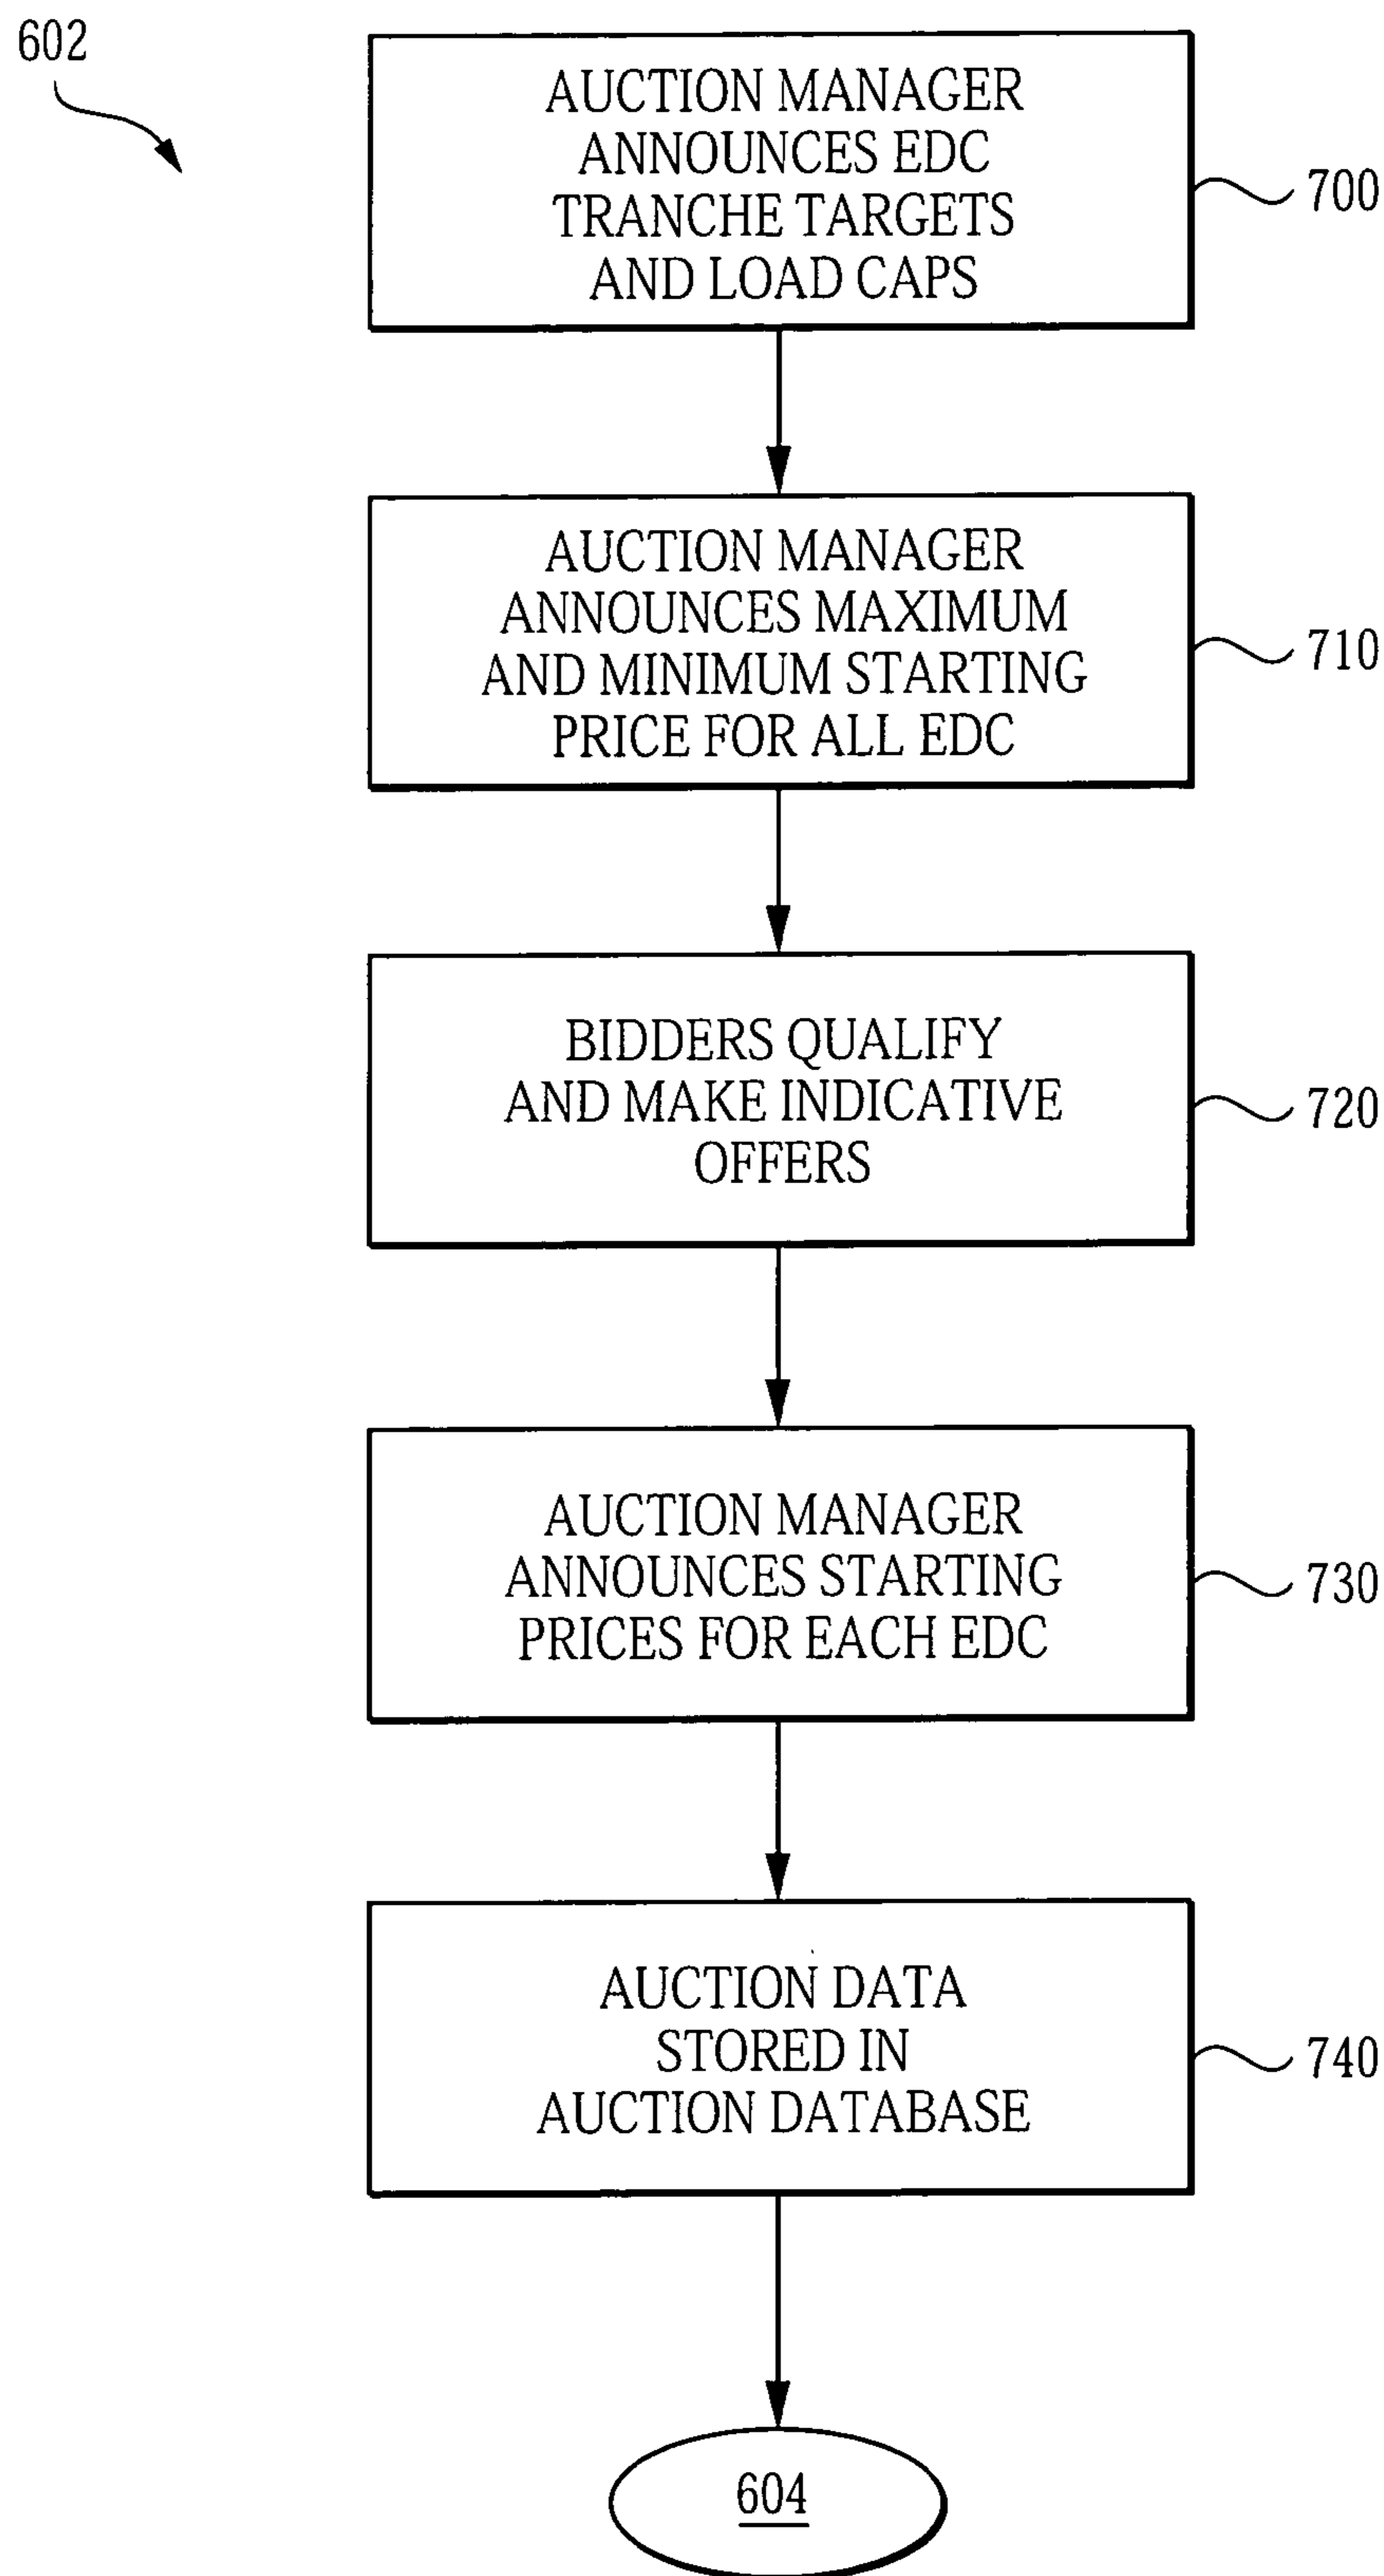 602
AUCTION MANAGER
ANNOUNCES EDC
TRANCHE TARGETS
AND LOAD CAPS
700
AUCTION MANAGER
ANNOUNCES MAXIMUM
AND MINIMUM STARTING
PRICE FOR ALL EDC
710
BIDDERS QUALIFY
AND MAKE INDICATIVE
OFFERS
720
AUCTION MANAGER
ANNOUNCES STARTING
PRICES FOR EACH EDC
730
AUCTION DATA
STORED IN
AUCTION DATABASE
740
604